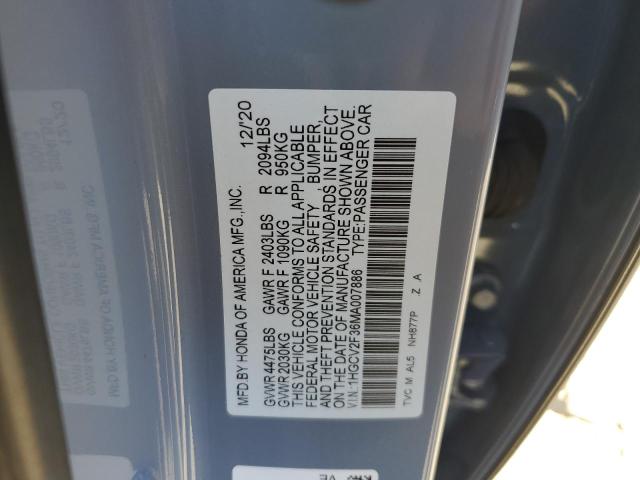 MFD.BY HONDA OF AMERICA MFG.,INC. 12/'20
GVWR 4475LBS GAWR F 2403LBS R 2094LBS
GVWR 2030KG GAWR F 1090KG R 950KG
THIS VEHICLE CONFORMS TO ALL APPLICABLE
FEDERAL MOTOR VEHICLE SAFETY, BUMPER,
AND THEFT PREVENTION STANDARDS IN EFFECT
ON THE DATE OF MANUFACTURE SHOWN ABOVE.
V.I.N.:1HGCV2F36MA007886 TYPE:PASSENGER CAR
TVC M AL5 NH877P Z A